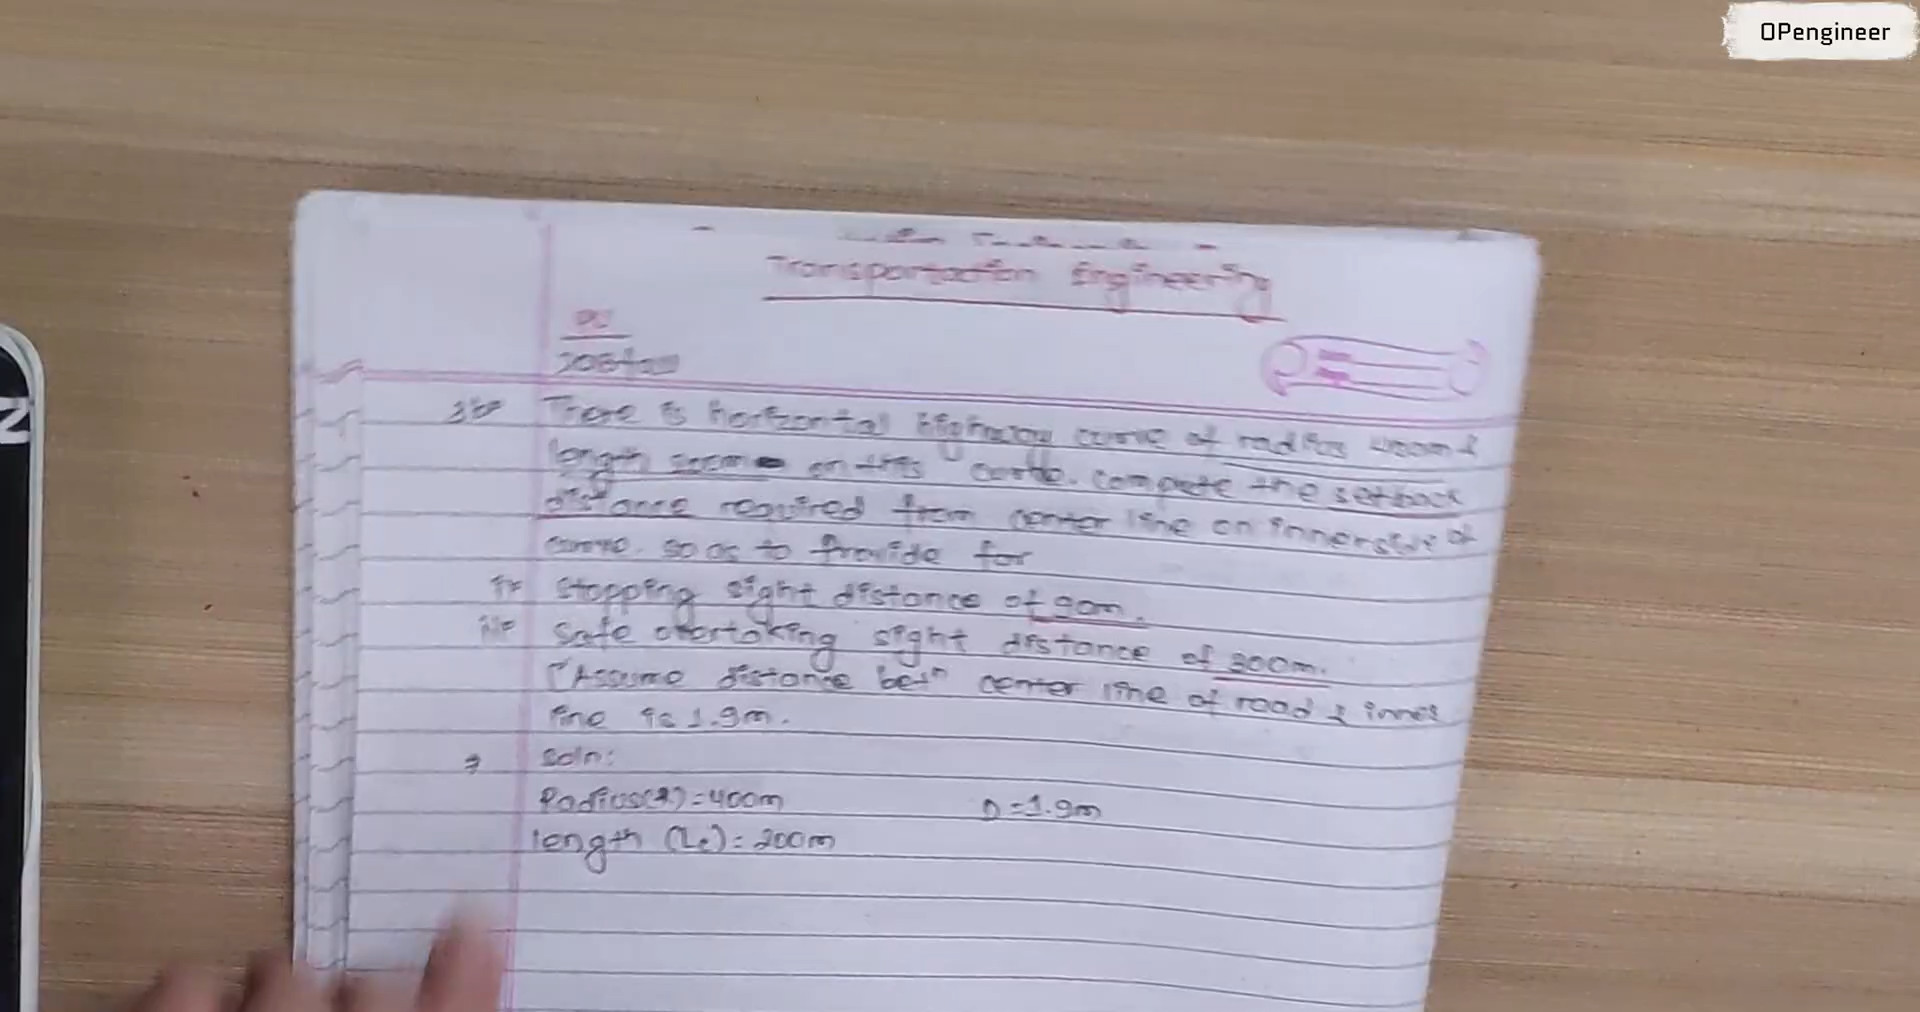 OPengineer
Transportation Engineering
PU
There is horizontal highway curve of radius 400m &
length 200m on this curve. compute the setback
distance required from center line on innerside of
curve. so as to provide for
i) stopping sight distance of 90m.
ii) safe overtaking sight distance of 300m.
(Assume distance betn center line of road & inner
line is 1.9m.
⇒ Soln:
Radius(R) = 400m D = 1.9m
length (Lc) = 200m